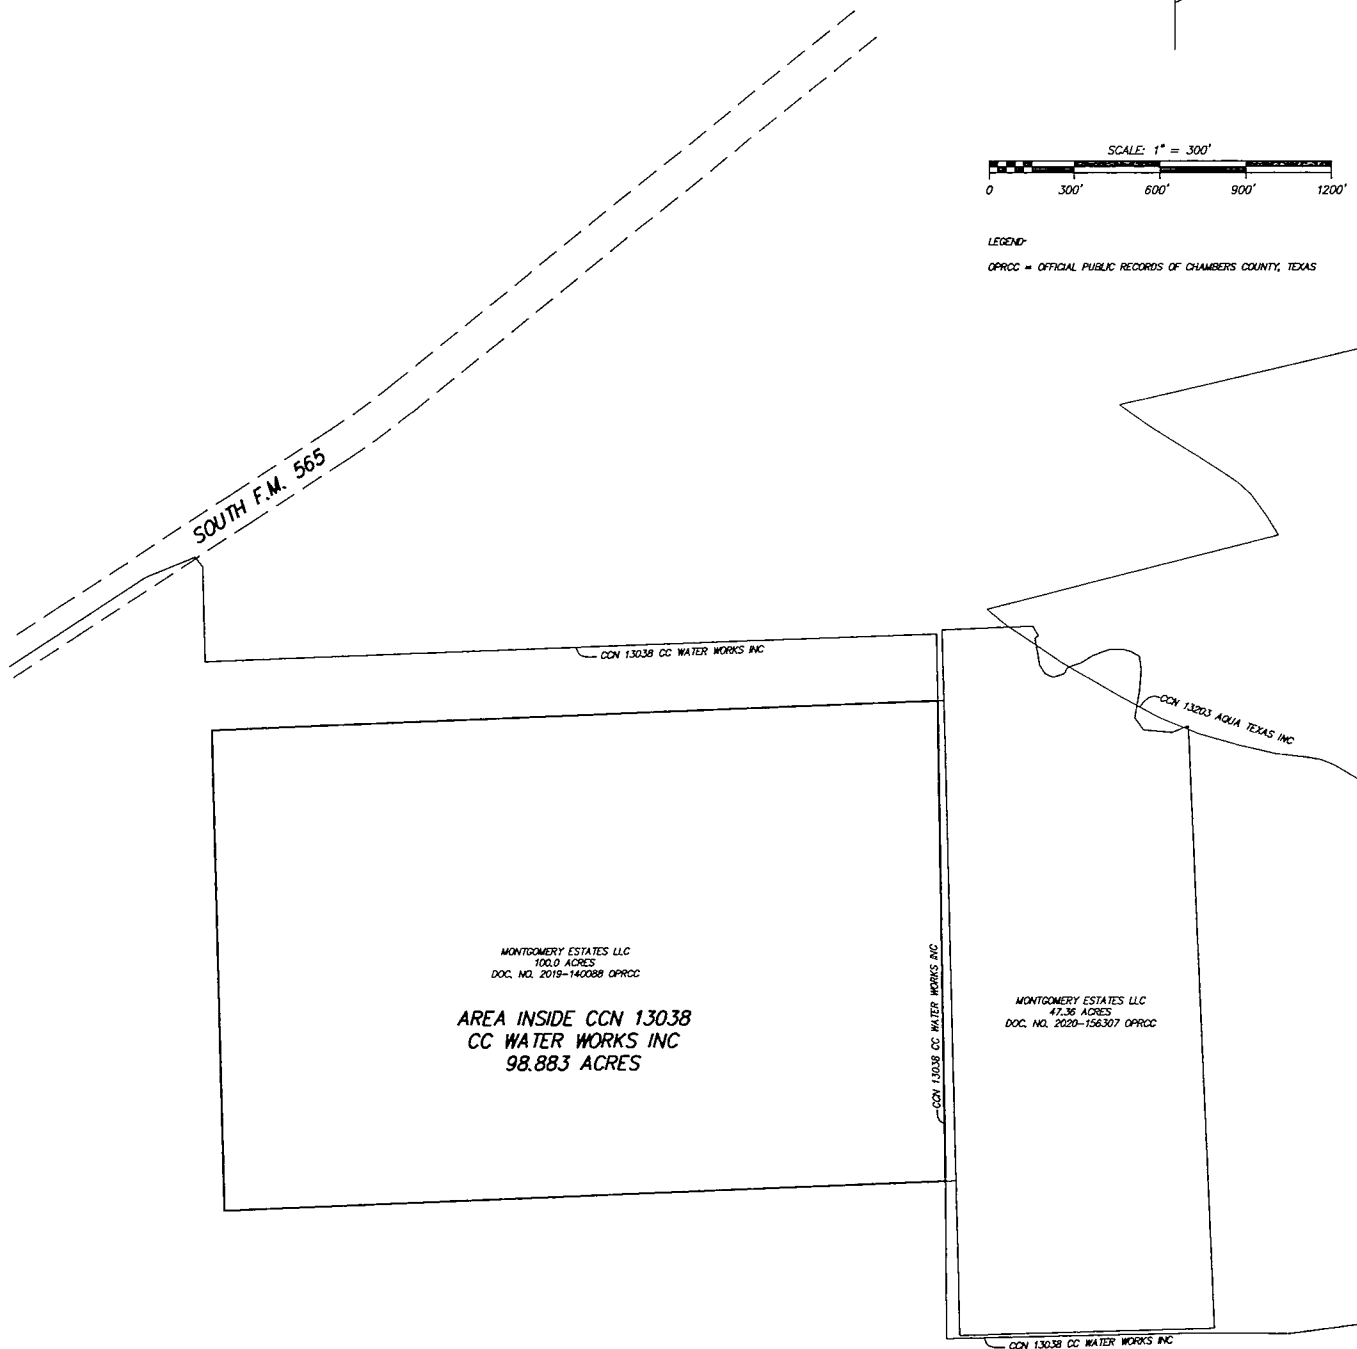 SCALE: 1" = 300'
0 300' 600' 900' 1200'
LEGEND-
OPRCC = OFFICIAL PUBLIC RECORDS OF CHAMBERS COUNTY, TEXAS
SOUTH F.M. 565
CCN 13038 CC WATER WORKS INC
CCN 13203 AQUA TEXAS INC
MONTGOMERY ESTATES LLC
100.0 ACRES
DOC. NO. 2019-140088 OPRCC
AREA INSIDE CCN 13038
CC WATER WORKS INC
98.883 ACRES
CCN 13038 CC WATER WORKS INC
MONTGOMERY ESTATES LLC
47.36 ACRES
DOC. NO. 2020-156307 OPRCC
CCN 13038 CC WATER WORKS INC